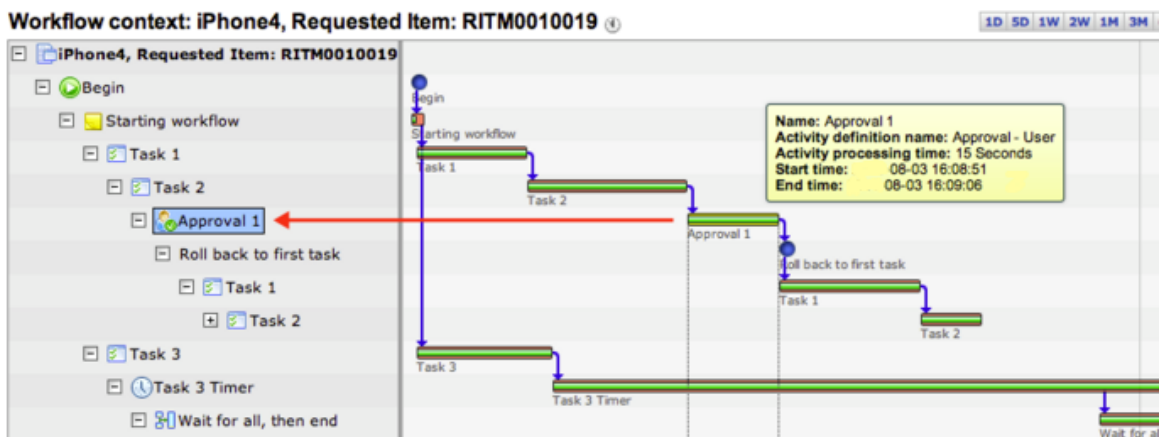 Workflow context: iPhone4, Requested Item: RITM0010019
1D 5D 1W 2W 1M 3M
iPhone4, Requested Item: RITM0010019
Begin
Begin
Starting workflow
Starting workflow
Task 1
Task 1
Task 2
Task 2
Approval 1
Approval 1
Name: Approval 1
Activity definition name: Approval - User
Activity processing time: 15 Seconds
Start time: 08-03 16:08:51
End time: 08-03 16:09:06
Roll back to first task
Roll back to first task
Task 1
Task 1
Task 2
Task 2
Task 3
Task 3
Task 3 Timer
Task 3 Timer
Wait for all, then end
Wait for al